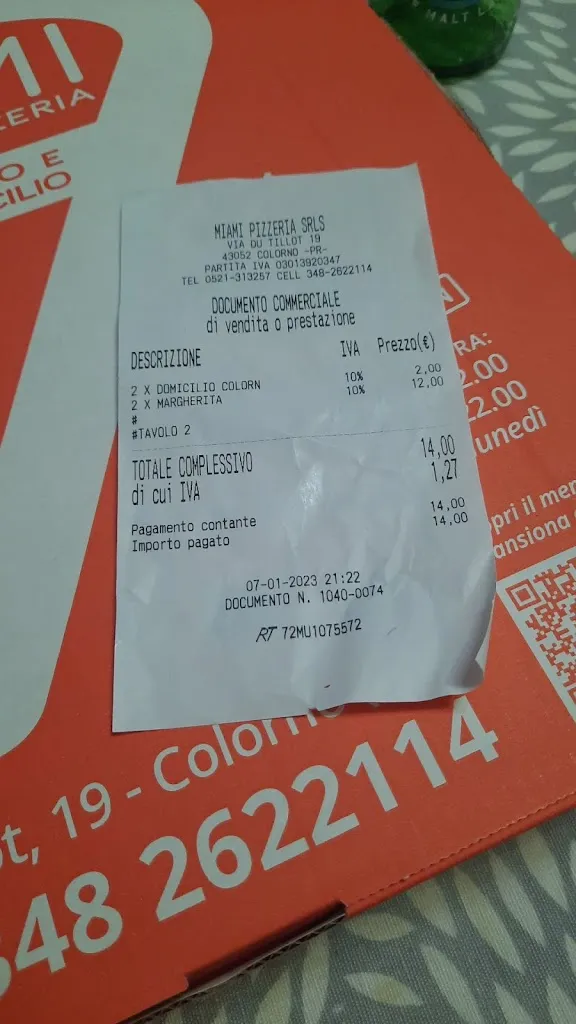 MALT L
MI
ZERIA
O E
CILIO
MIAMI PIZZERIA SRLS
VIA DU TILLOT 19
43052 COLORNO -PR-
PARTITA IVA 03013920347
TEL 0521-313257 CELL 348-2622114
DOCUMENTO COMMERCIALE
di vendita o prestazione
DESCRIZIONE IVA Prezzo(€)
2 X DOMICILIO COLORN 10% 2,00
2 X MARGHERITA 10% 12,00
#
#TAVOLO 2
TOTALE COMPLESSIVO 14,00
di cui IVA 1,27
Pagamento contante 14,00
Importo pagato 14,00
07-01-2023 21:22
DOCUMENTO N. 1040-0074
RT 72MU1075572
RA:
2.00
22.00
unedì
pri il men
ansiona
t, 19 - Colorno
348 2622114